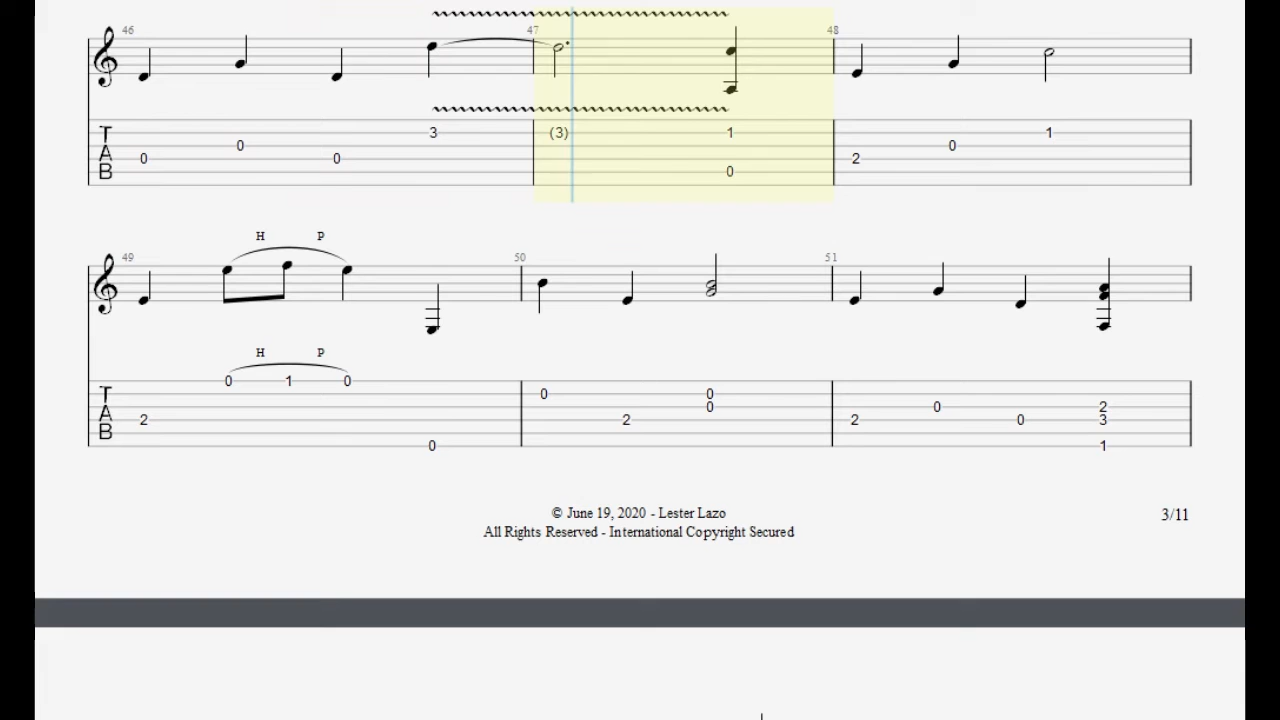 46 47 48
T 3 (3) 1 1
0 0
A 0 0 2
B 0
H P
49 50 51
H P
0 1 0
T 0 0
0 0 2
A 2 2 2 0 3
B
0 1
© June 19, 2020 - Lester Lazo
All Rights Reserved - International Copyright Secured
3/11